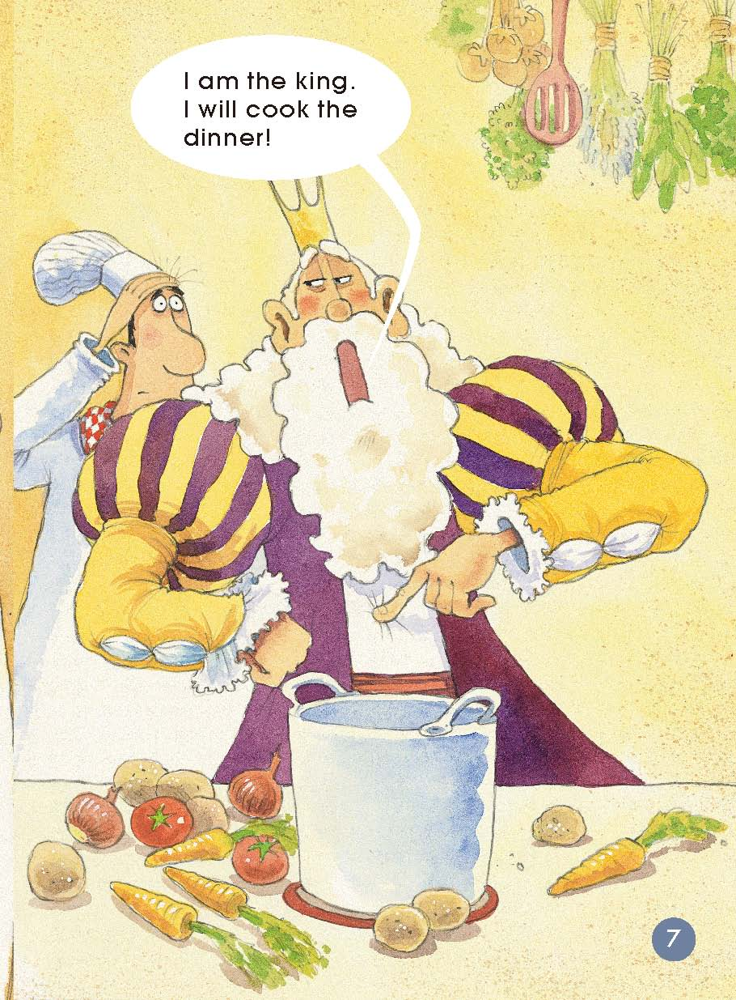 I am the king.
I will cook the
dinner!
7